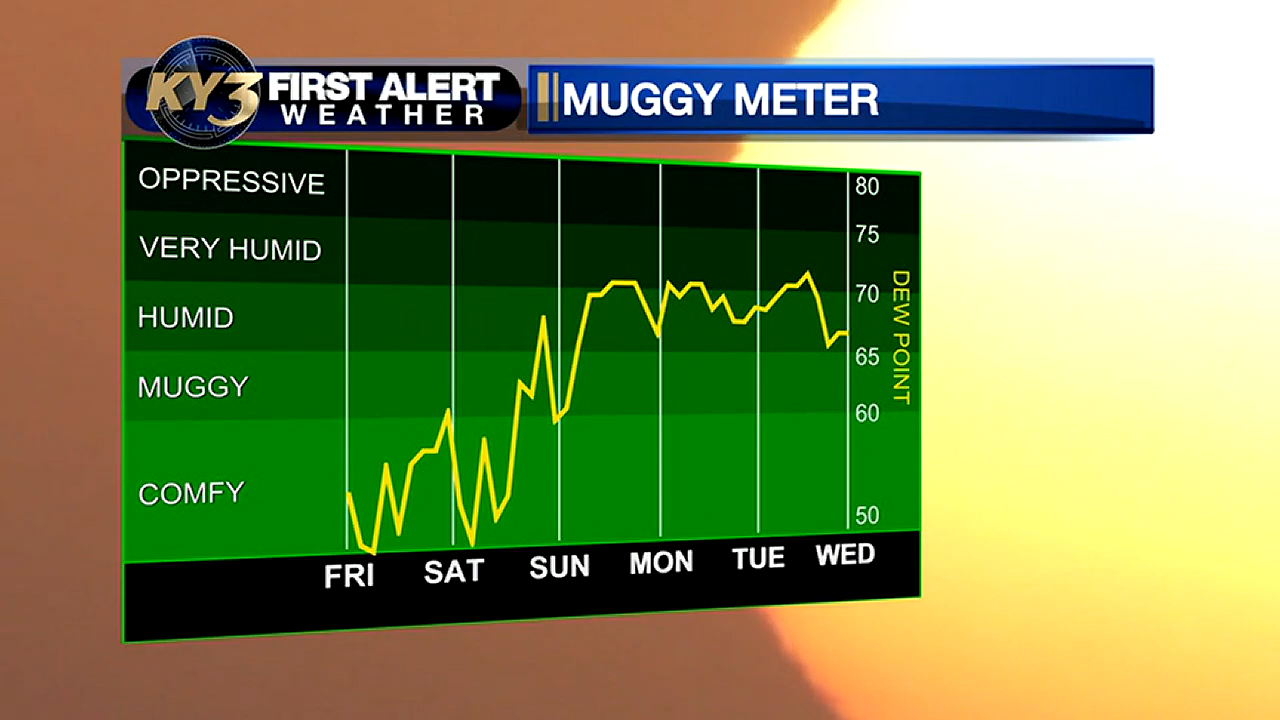 KY3 FIRST ALERT
WEATHER
MUGGY METER
OPPRESSIVE
VERY HUMID
HUMID
MUGGY
COMFY
80
75
70
65
60
50
DEW POINT
FRI SAT SUN MON TUE WED